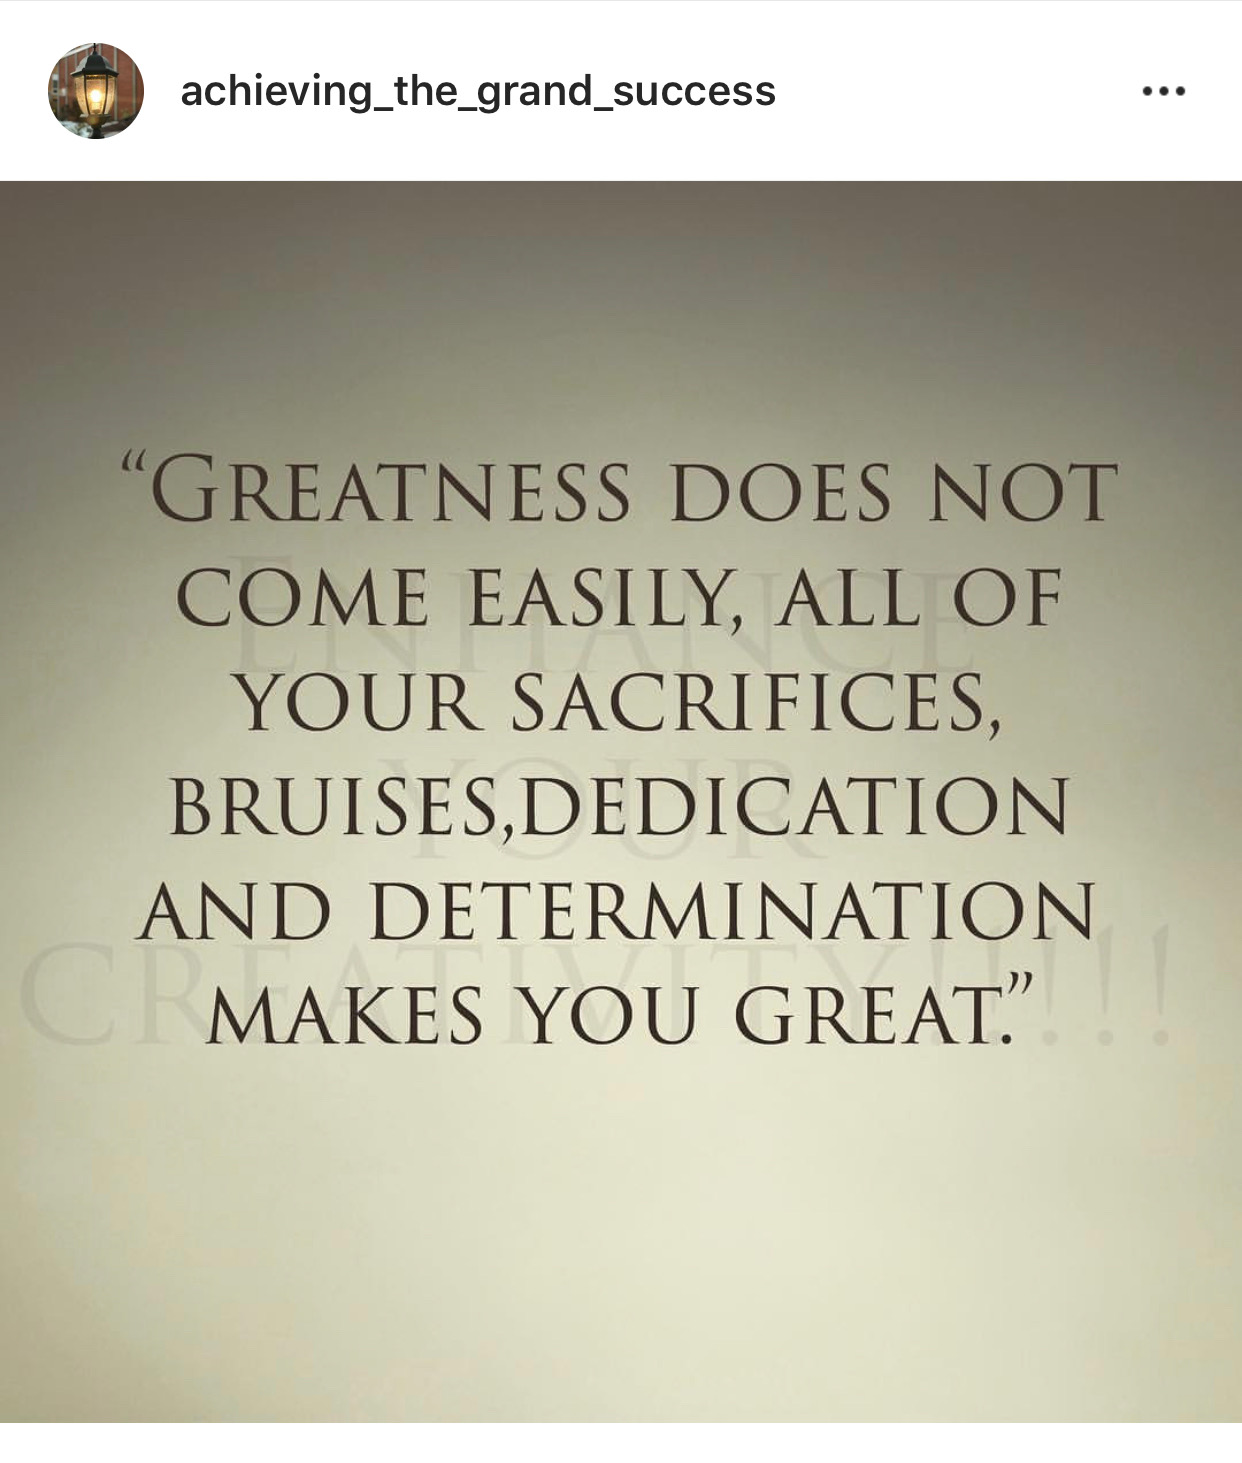 achieving_the_grand_success
“GREATNESS DOES NOT
COME EASILY, ALL OF
YOUR SACRIFICES,
BRUISES,DEDICATION
AND DETERMINATION
MAKES YOU GREAT.”
ENHANCE
YOUR
CREATIVITY!!!!!